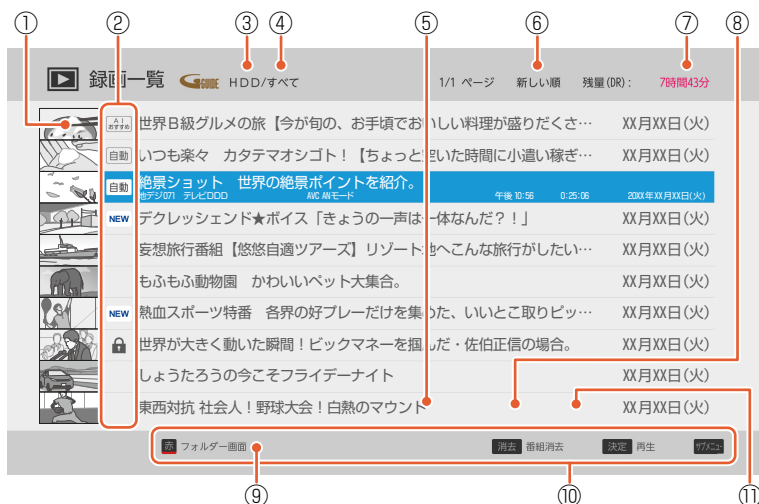 ① ② ③ ④ ⑤ ⑥ ⑦ ⑧
録画一覧 G GUIDE HDD/すべて 1/1 ページ 新しい順 残量(DR): 7時間43分
AI おすすめ 世界B級グルメの旅【今が旬の、お手頃でおいしい料理が盛りだくさ… XX月XX日(火)
自動 いつも楽々 カタテマオシゴト!【ちょっと空いた時間に小遣い稼ぎ… XX月XX日(火)
自動 絶景ショット 世界の絶景ポイントを紹介。
地デジ071 テレビDDD AVC ANモード 午後 10:56 0:25:06 20XX年XX月XX日(火)
NEW デクレッシェンド★ボイス「きょうの一声は一体なんだ?!」 XX月XX日(火)
妄想旅行番組【悠悠自適ツアーズ】リゾート地へこんな旅行がしたい… XX月XX日(火)
もふもふ動物園 かわいいペット大集合。 XX月XX日(火)
NEW 熱血スポーツ特番 各界の好プレーだけを集めた、いいとこ取りピッ… XX月XX日(火)
世界が大きく動いた瞬間!ビックマネーを掴んだ・佐伯正信の場合。 XX月XX日(火)
しょうたろうの今こそフライデーナイト XX月XX日(火)
東西対抗 社会人!野球大会!白熱のマウンド XX月XX日(火)
赤 フォルダー画面 消去 番組消去 決定 再生 サブメニュー
⑨ ⑩ ⑪